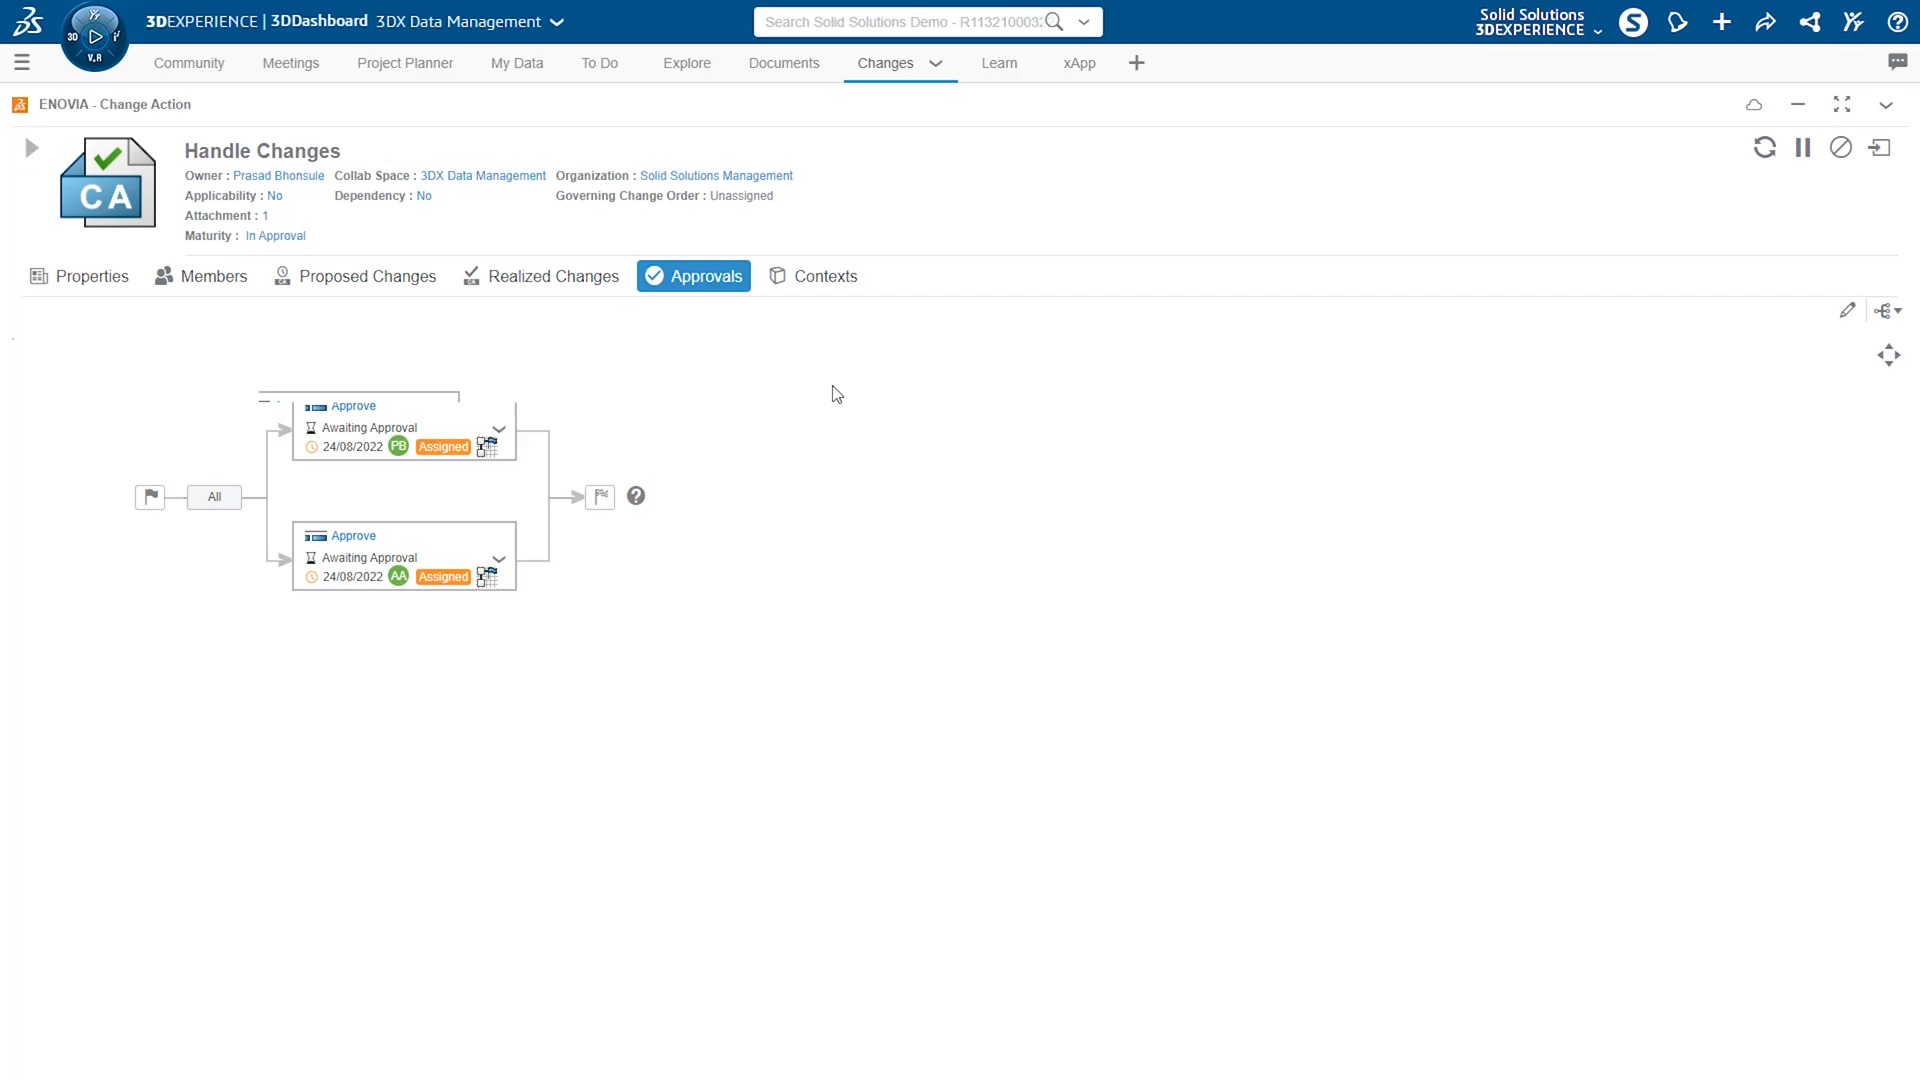 3DEXPERIENCE | 3DDashboard 3DX Data Management
3D
V.R
Search Solid Solutions Demo - R1132100032
Solid Solutions
3DEXPERIENCE
Community Meetings Project Planner My Data To Do Explore Documents Changes Learn xApp
ENOVIA - Change Action
CA
Handle Changes
Owner : Prasad Bhonsule Collab Space : 3DX Data Management Organization : Solid Solutions Management
Applicability : No Dependency : No Governing Change Order : Unassigned
Attachment : 1
Maturity : In Approval
Properties Members Proposed Changes Realized Changes Approvals Contexts
Approve
Awaiting Approval
24/08/2022 PB Assigned
All
Approve
Awaiting Approval
24/08/2022 AA Assigned